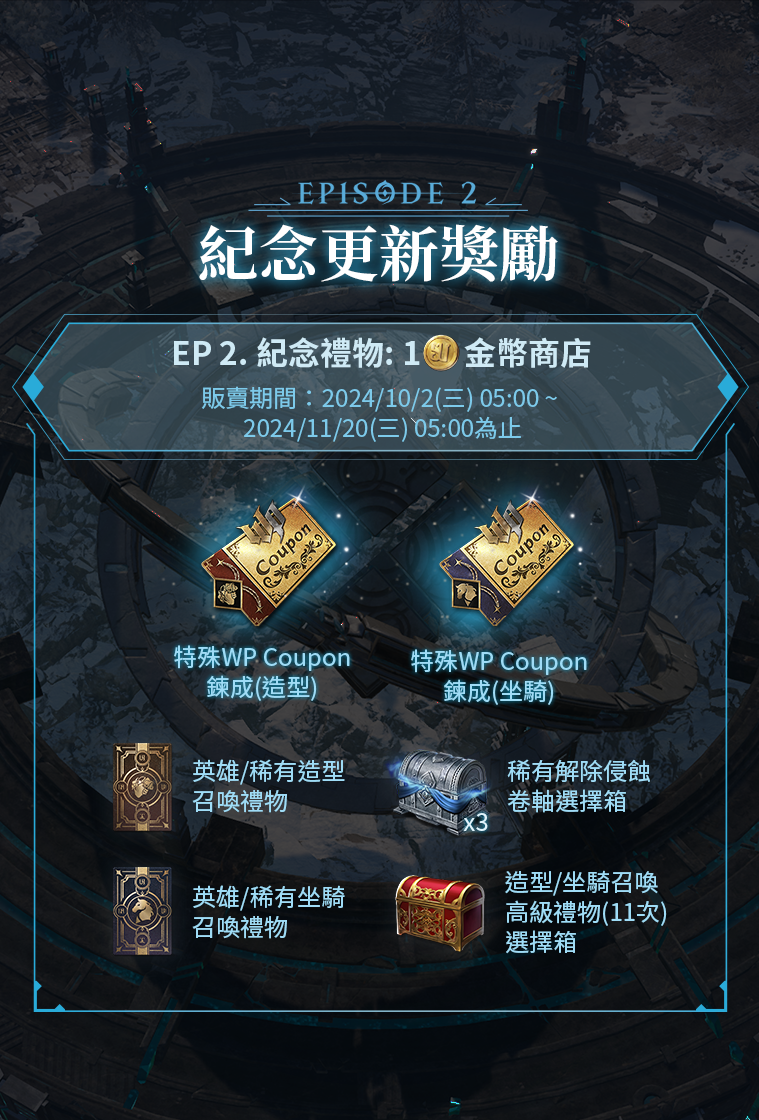 EPISODE 2
紀念更新獎勵
EP 2. 紀念禮物: 1 金幣商店
販賣期間：2024/10/2(三) 05:00 ~
2024/11/20(三) 05:00為止
WP
Coupon
WP
Coupon
特殊WP Coupon
鍊成(造型)
特殊WP Coupon
鍊成(坐騎)
英雄/稀有造型
召喚禮物
稀有解除侵蝕
卷軸選擇箱
x3
英雄/稀有坐騎
召喚禮物
造型/坐騎召喚
高級禮物(11次)
選擇箱